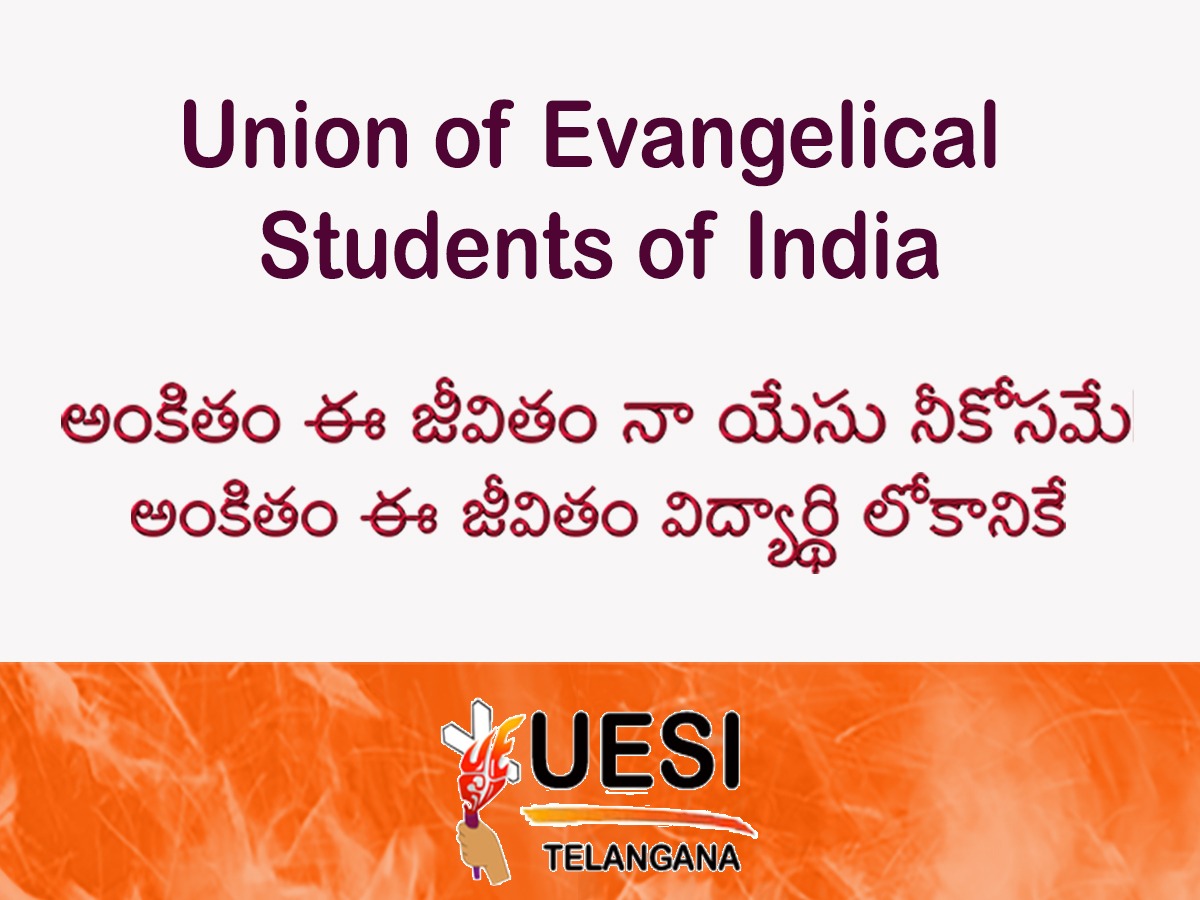 Union of Evangelical
Students of India
అంకితం ఈ జీవితం నా యేసు నీకోసమే
అంకితం ఈ జీవితం విద్యార్థి లోకానికే
UESI
TELANGANA